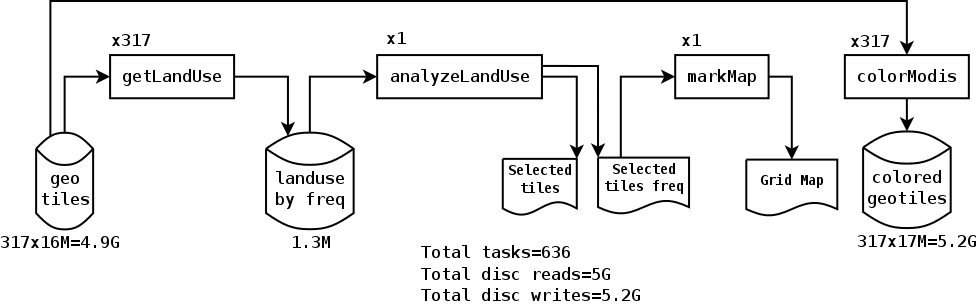 x317
x1
x1
x317
getLandUse
analyzeLandUse
markMap
colorModis
geo
tiles
landuse
by freq
Selected
tiles
Selected
tiles freq
Grid Map
colored
geotiles
317x16M=4.9G
1.3M
317x17M=5.2G
Total tasks=636
Total disc reads=5G
Total disc writes=5.2G